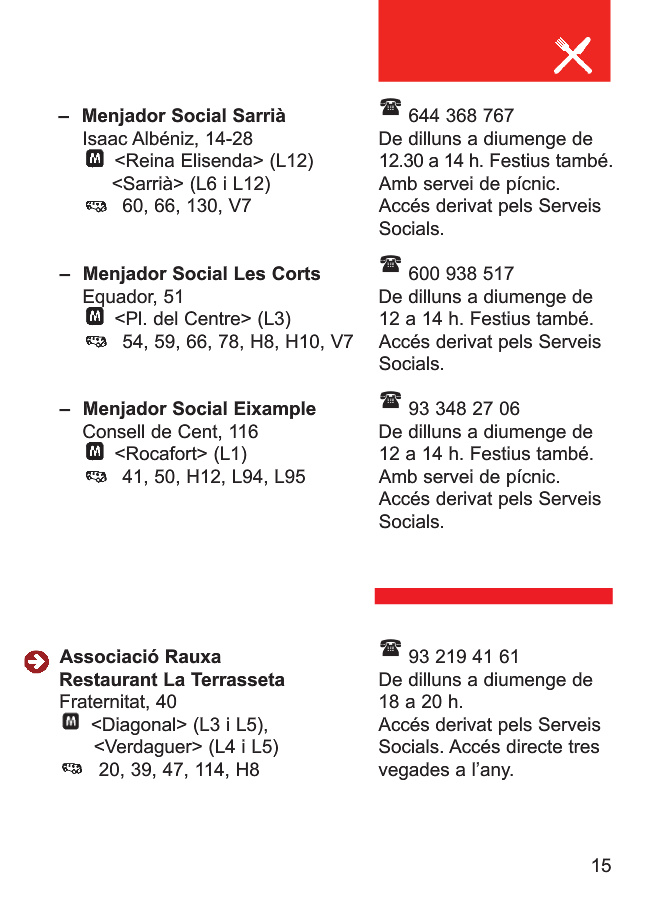 – Menjador Social Sarrià
Isaac Albéniz, 14-28
M <Reina Elisenda> (L12)
<Sarrià> (L6 i L12)
60, 66, 130, V7
644 368 767
De dilluns a diumenge de
12.30 a 14 h. Festius també.
Amb servei de pícnic.
Accés derivat pels Serveis
Socials.
– Menjador Social Les Corts
Equador, 51
M <Pl. del Centre> (L3)
54, 59, 66, 78, H8, H10, V7
600 938 517
De dilluns a diumenge de
12 a 14 h. Festius també.
Accés derivat pels Serveis
Socials.
– Menjador Social Eixample
Consell de Cent, 116
M <Rocafort> (L1)
41, 50, H12, L94, L95
93 348 27 06
De dilluns a diumenge de
12 a 14 h. Festius també.
Amb servei de pícnic.
Accés derivat pels Serveis
Socials.
Associació Rauxa
Restaurant La Terrasseta
Fraternitat, 40
M <Diagonal> (L3 i L5),
<Verdaguer> (L4 i L5)
20, 39, 47, 114, H8
93 219 41 61
De dilluns a diumenge de
18 a 20 h.
Accés derivat pels Serveis
Socials. Accés directe tres
vegades a l’any.
15